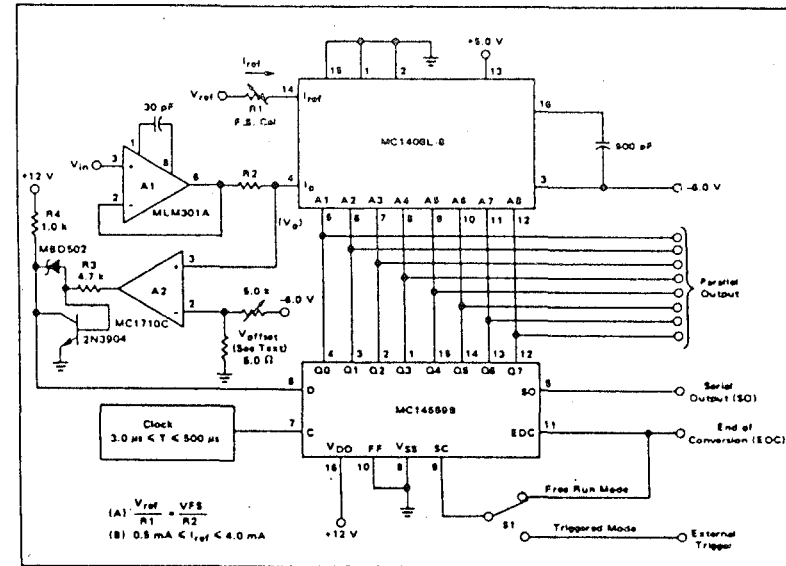 +5.0 V
15
1
2
13
Iref
Vref
14
Iref
R1
F.S. Cal
MC1408L-8
16
900 pF
3
-6.0 V
30 pF
1
8
Vin
3
+
A1
6
2
-
MLM301A
R2
4
Io
(Vo)
+12 V
R4
1.0 k
MBD502
R3
4.7 k
A2
+
3
-
2
MC1710C
2N3904
5.0 k
-6.0 V
Voffset
(See Text)
5.0 Ω
A1 A2 A3 A4 A5 A6 A7 A8
5 6 7 8 9 10 11 12
Parallel
Output
4 3 2 1 15 14 13 12
Q0 Q1 Q2 Q3 Q4 Q5 Q6 Q7
6
D
SO
5
Serial
Output (SO)
MC14559B
Clock
3.0 μs ≤ T ≤ 500 μs
7
C
EOC
11
End of
Conversion (EOC)
VDD FF VSS SC
16 10 8 9
+12 V
Free Run Mode
S1
Triggered Mode
External
Trigger
(A) Vref / R1 = VFS / R2
(B) 0.5 mA ≤ Iref ≤ 4.0 mA